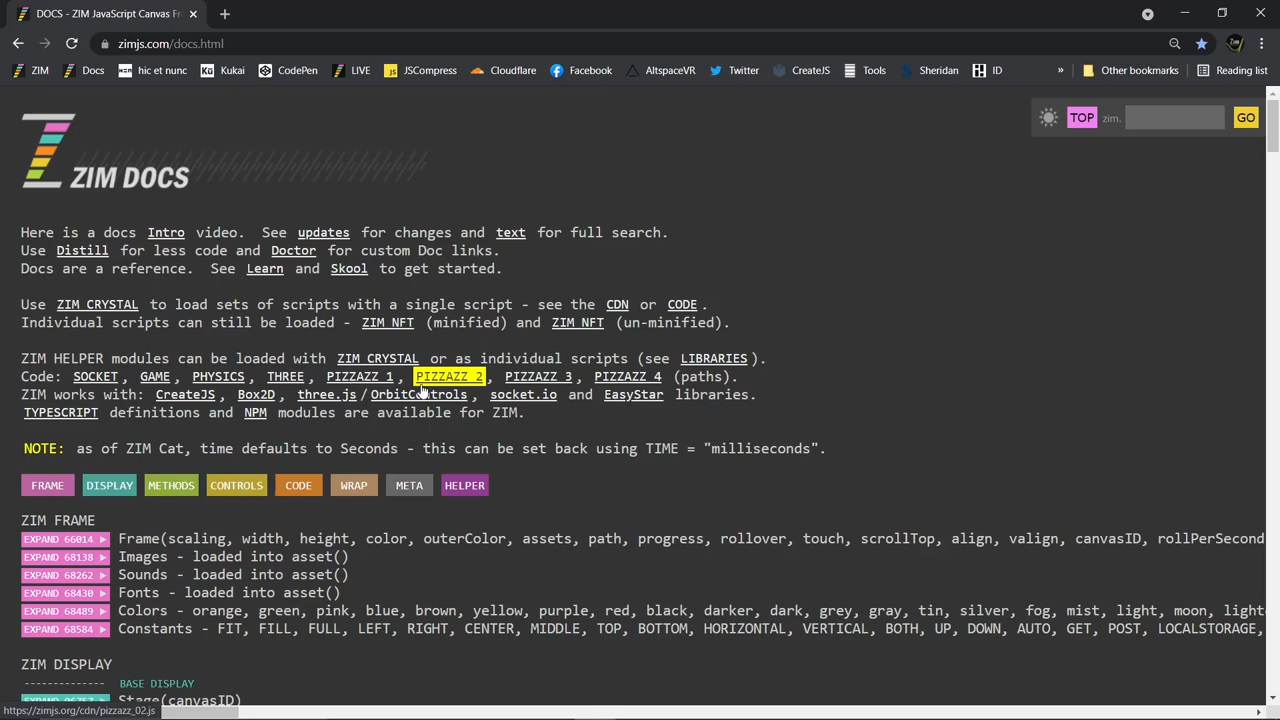 DOCS - ZIM JavaScript Canvas Fr
zimjs.com/docs.html
ZIM Docs hic et nunc Kukai CodePen LIVE JSCompress Cloudflare Facebook AltspaceVR Twitter CreateJS Tools Sheridan ID » Other bookmarks Reading list
TOP zim. GO
ZIM DOCS
Here is a docs Intro video. See updates for changes and text for full search.
Use Distill for less code and Doctor for custom Doc links.
Docs are a reference. See Learn and Skool to get started.
Use ZIM CRYSTAL to load sets of scripts with a single script - see the CDN or CODE.
Individual scripts can still be loaded - ZIM NFT (minified) and ZIM NFT (un-minified).
ZIM HELPER modules can be loaded with ZIM CRYSTAL or as individual scripts (see LIBRARIES).
Code: SOCKET, GAME, PHYSICS, THREE, PIZZAZZ 1, PIZZAZZ 2, PIZZAZZ 3, PIZZAZZ 4 (paths).
ZIM works with: CreateJS, Box2D, three.js/OrbitControls, socket.io and EasyStar libraries.
TYPESCRIPT definitions and NPM modules are available for ZIM.
NOTE: as of ZIM Cat, time defaults to Seconds - this can be set back using TIME = "milliseconds".
FRAME DISPLAY METHODS CONTROLS CODE WRAP META HELPER
ZIM FRAME
EXPAND 66014 ▶ Frame(scaling, width, height, color, outerColor, assets, path, progress, rollover, touch, scrollTop, align, valign, canvasID, rollPerSecond
EXPAND 68138 ▶ Images - loaded into asset()
EXPAND 68262 ▶ Sounds - loaded into asset()
EXPAND 68430 ▶ Fonts - loaded into asset()
EXPAND 68489 ▶ Colors - orange, green, pink, blue, brown, yellow, purple, red, black, darker, dark, grey, gray, tin, silver, fog, mist, light, moon, light
EXPAND 68584 ▶ Constants - FIT, FILL, FULL, LEFT, RIGHT, CENTER, MIDDLE, TOP, BOTTOM, HORIZONTAL, VERTICAL, BOTH, UP, DOWN, AUTO, GET, POST, LOCALSTORAGE,
ZIM DISPLAY
-------------- BASE DISPLAY
Stage(canvasID)
https://zimjs.org/cdn/pizzazz_02.js